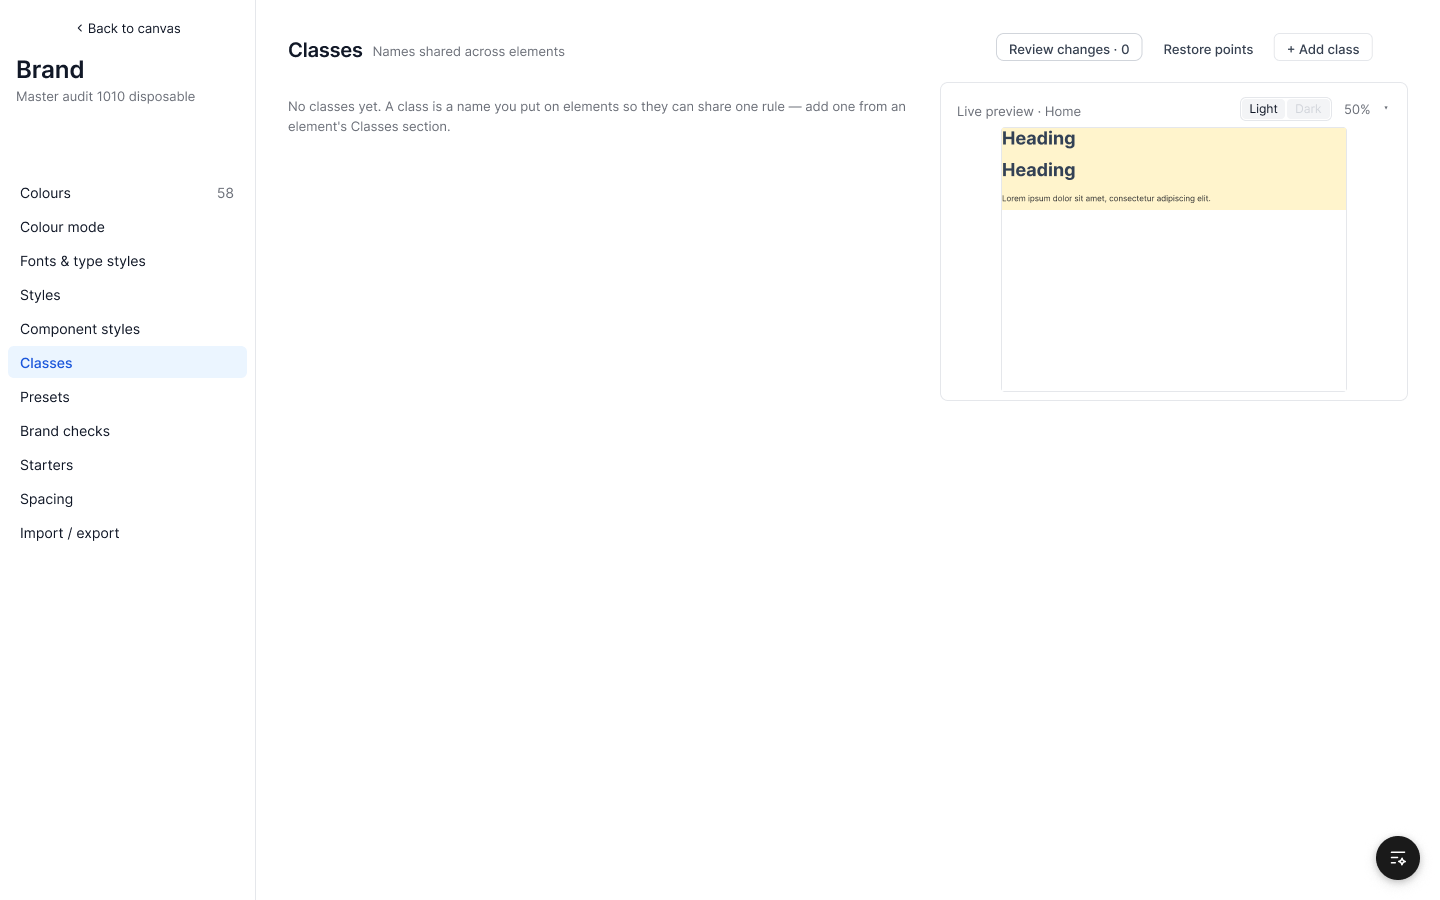 Back to canvas
Brand
Master audit 1010 disposable
Colours 58
Colour mode
Fonts & type styles
Styles
Component styles
Classes
Presets
Brand checks
Starters
Spacing
Import / export
Classes Names shared across elements
Review changes · 0 Restore points + Add class
No classes yet. A class is a name you put on elements so they can share one rule — add one from an
element's Classes section.
Live preview · Home Light Dark 50%
Heading
Heading
Lorem ipsum dolor sit amet, consectetur adipiscing elit.